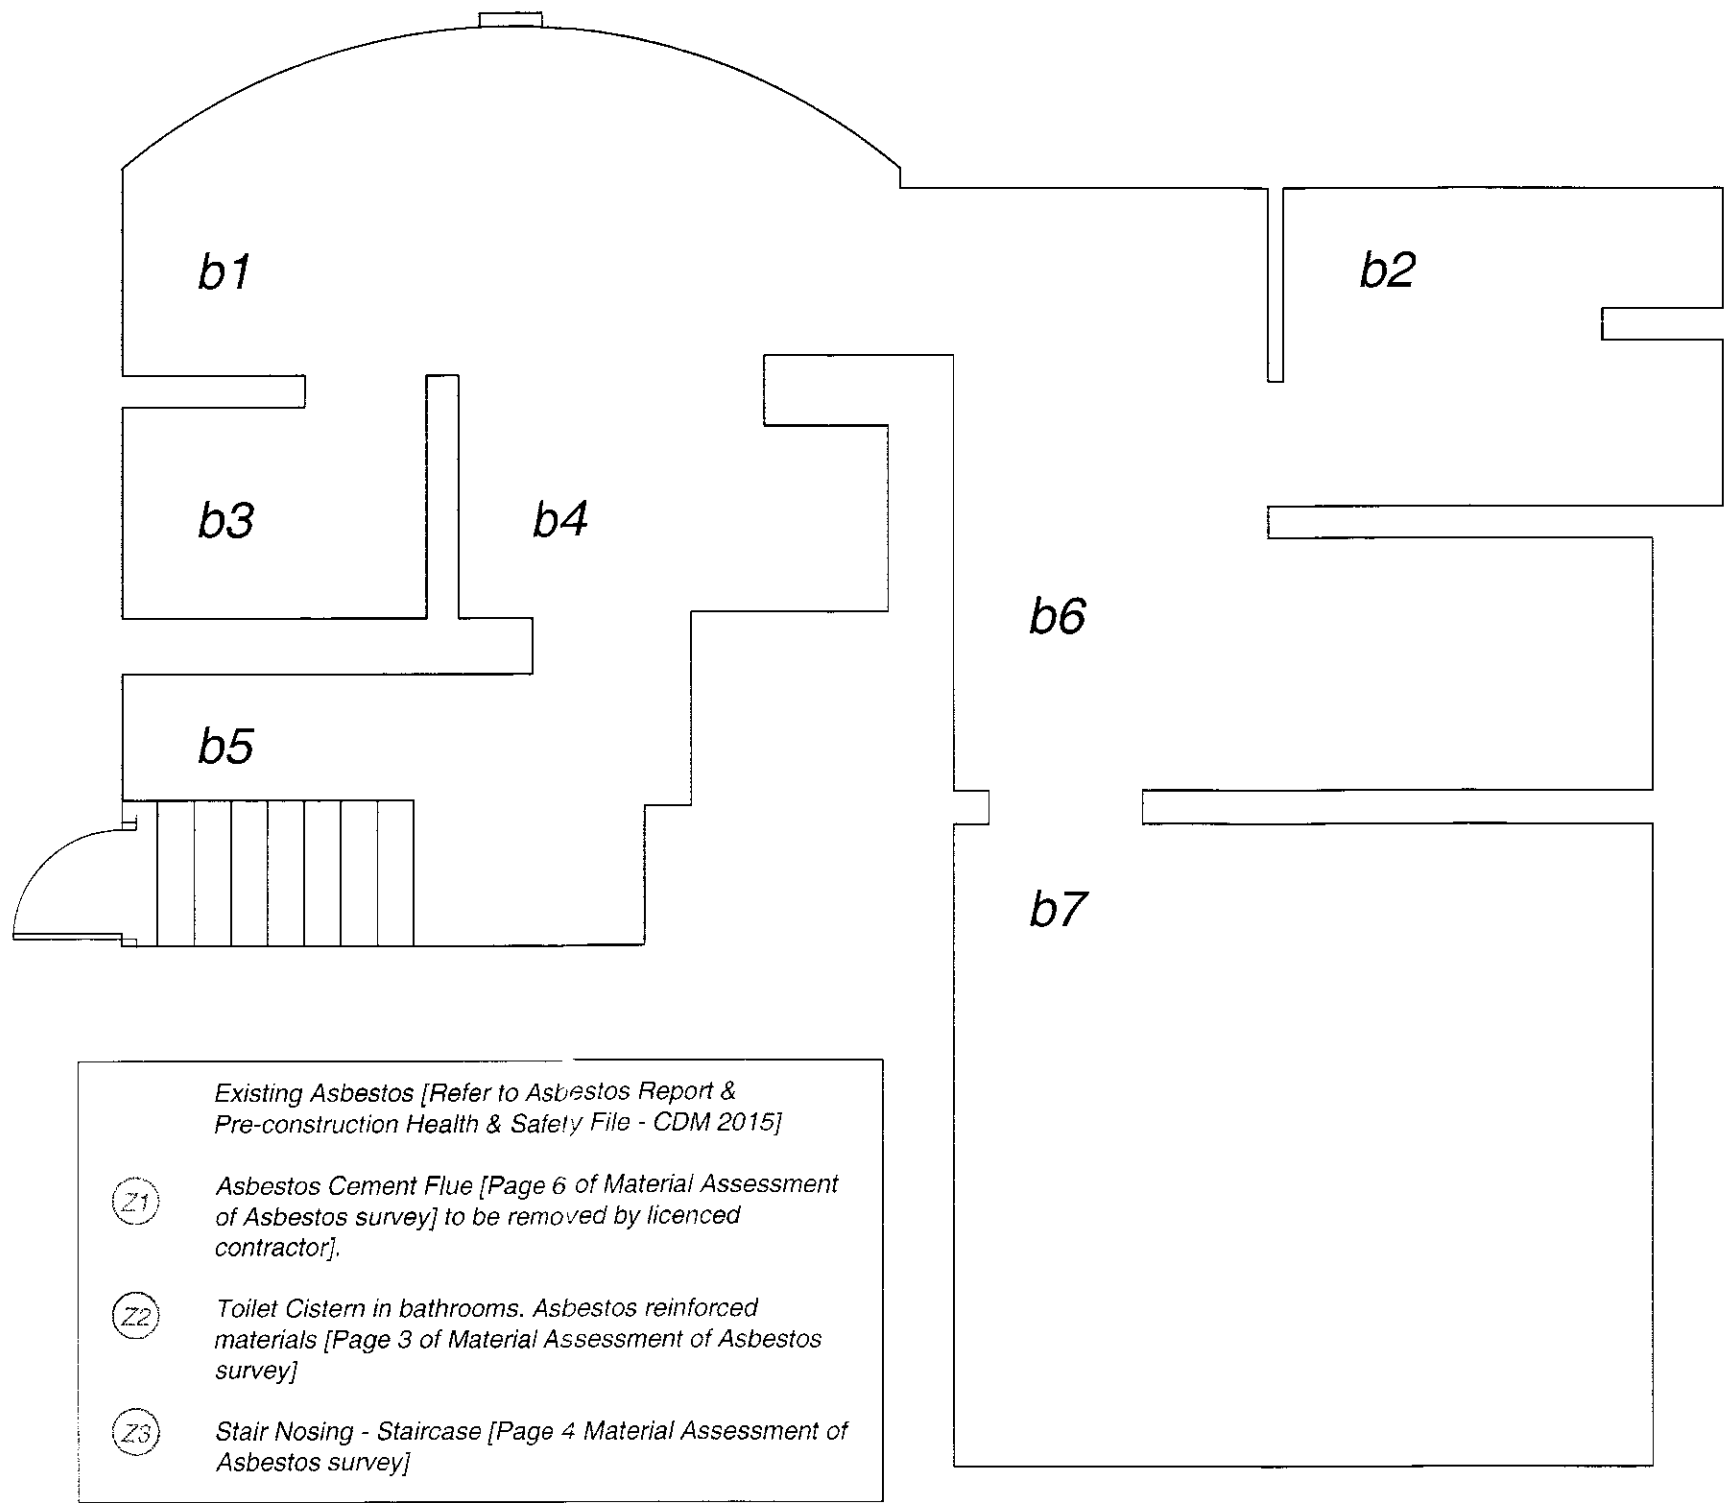 b1
b2
b3
b4
b5
b6
b7
Existing Asbestos [Refer to Asbestos Report &
Pre-construction Health & Safety File - CDM 2015]
Z1
Asbestos Cement Flue [Page 6 of Material Assessment
of Asbestos survey] to be removed by licenced
contractor].
Z2
Toilet Cistern in bathrooms. Asbestos reinforced
materials [Page 3 of Material Assessment of Asbestos
survey]
Z3
Stair Nosing - Staircase [Page 4 Material Assessment of
Asbestos survey]